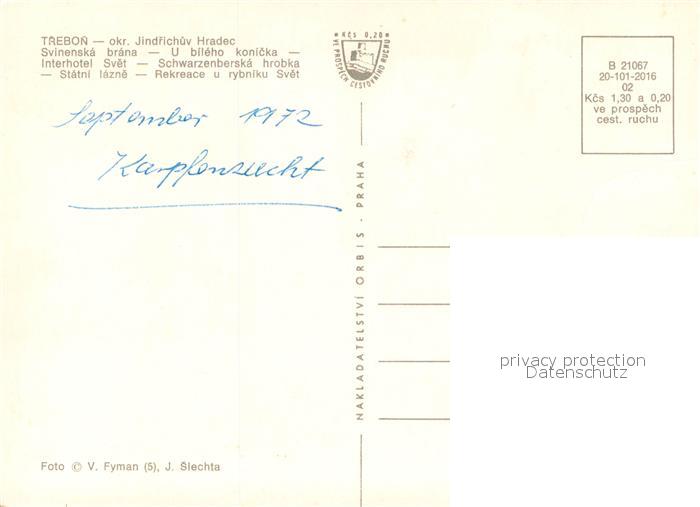 TŘEBOŇ — okr. Jindřichův Hradec
Svinenská brána — U bílého koníčka —
Interhotel Svět — Schwarzenberská hrobka
— Státní lázně — Rekreace u rybníku Svět
September 1972
Karpfenzucht
* Kčs 0,20 *
VE PROSPĚCH CESTOVNÍHO RUCHU
B 21067
20-101-2016
02
Kčs 1,30 a 0,20
ve prospěch
cest. ruchu
NAKLADATELSTVÍ ORBIS · PRAHA
privacy protection
Datenschutz
Foto © V. Fyman (5), J. Šlechta